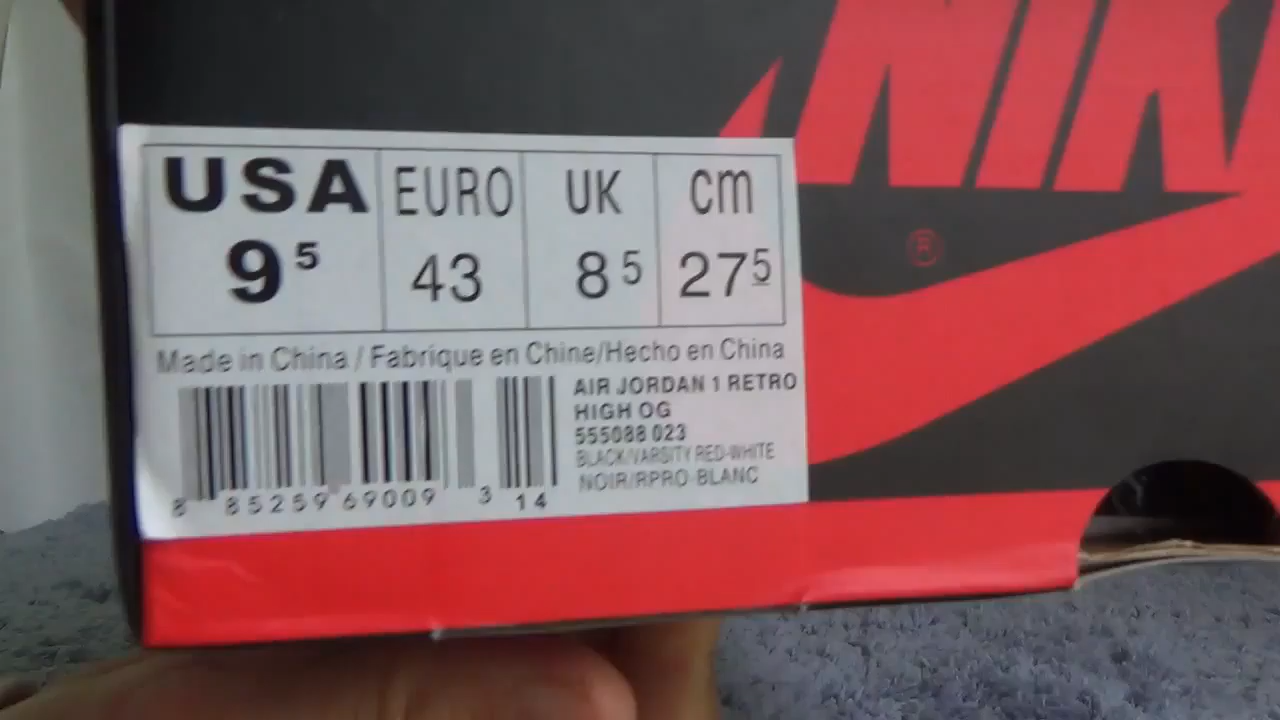 NIK
®
USA EURO UK cm
9 5 43 8 5 27 5
Made in China / Fabrique en Chine/Hecho en China
AIR JORDAN 1 RETRO
HIGH OG
555088 023
BLACK/VARSITY RED-WHITE
NOIR/RPRO-BLANC
8 85259 69009 3 14